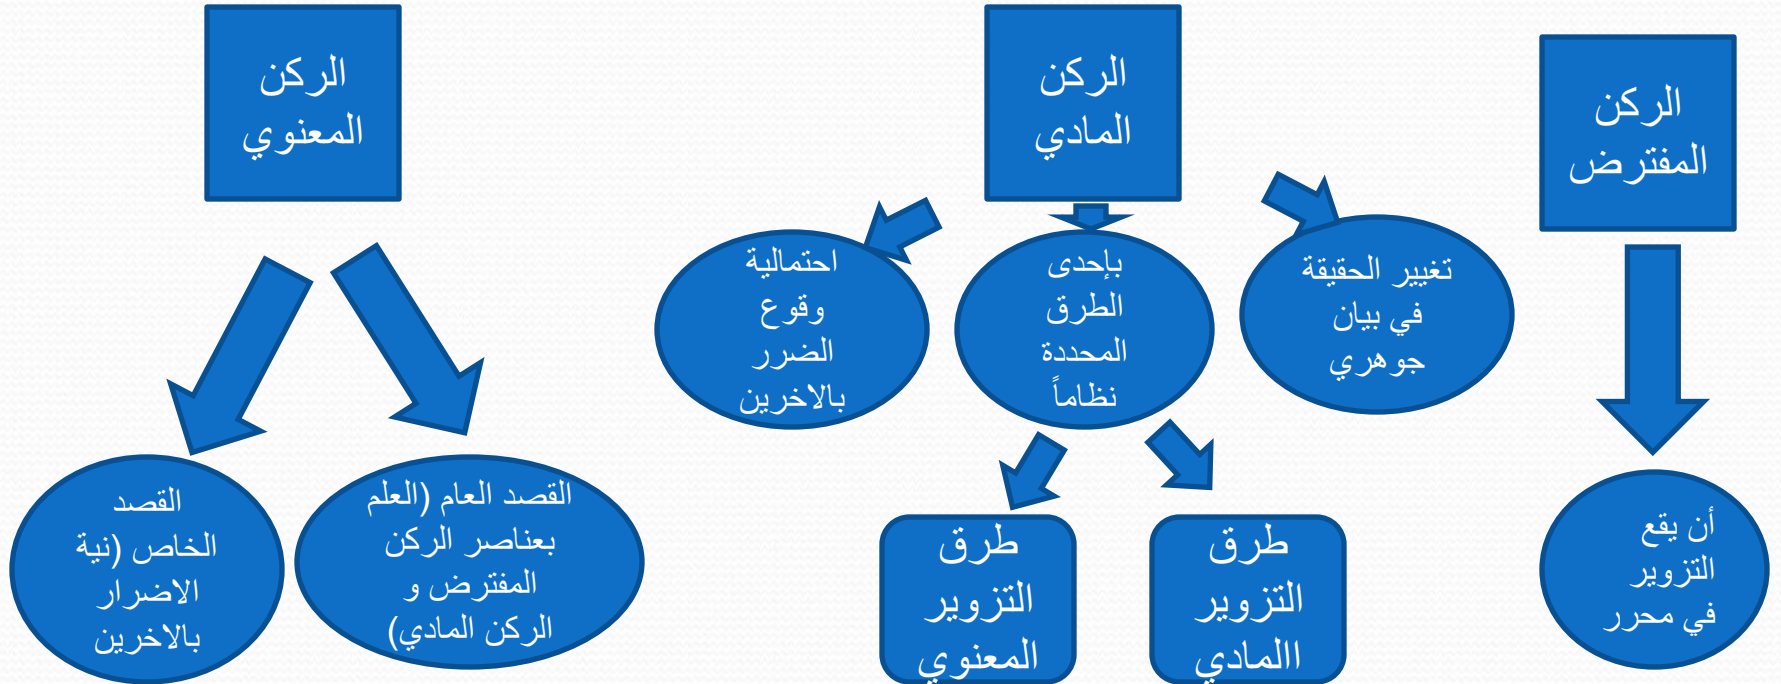 الركن
المفترض
أن يقع
التزوير
في محرر
الركن
المادي
تغيير الحقيقة
في بيان
جوهري
بإحدى
الطرق
المحددة
نظاماً
احتمالية
وقوع
الضرر
بالاخرين
طرق
التزوير
االمادي
طرق
التزوير
المعنوي
الركن
المعنوي
القصد العام (العلم
بعناصر الركن
المفترض و
الركن المادي)
القصد
الخاص (نية
الاضرار
بالاخرين